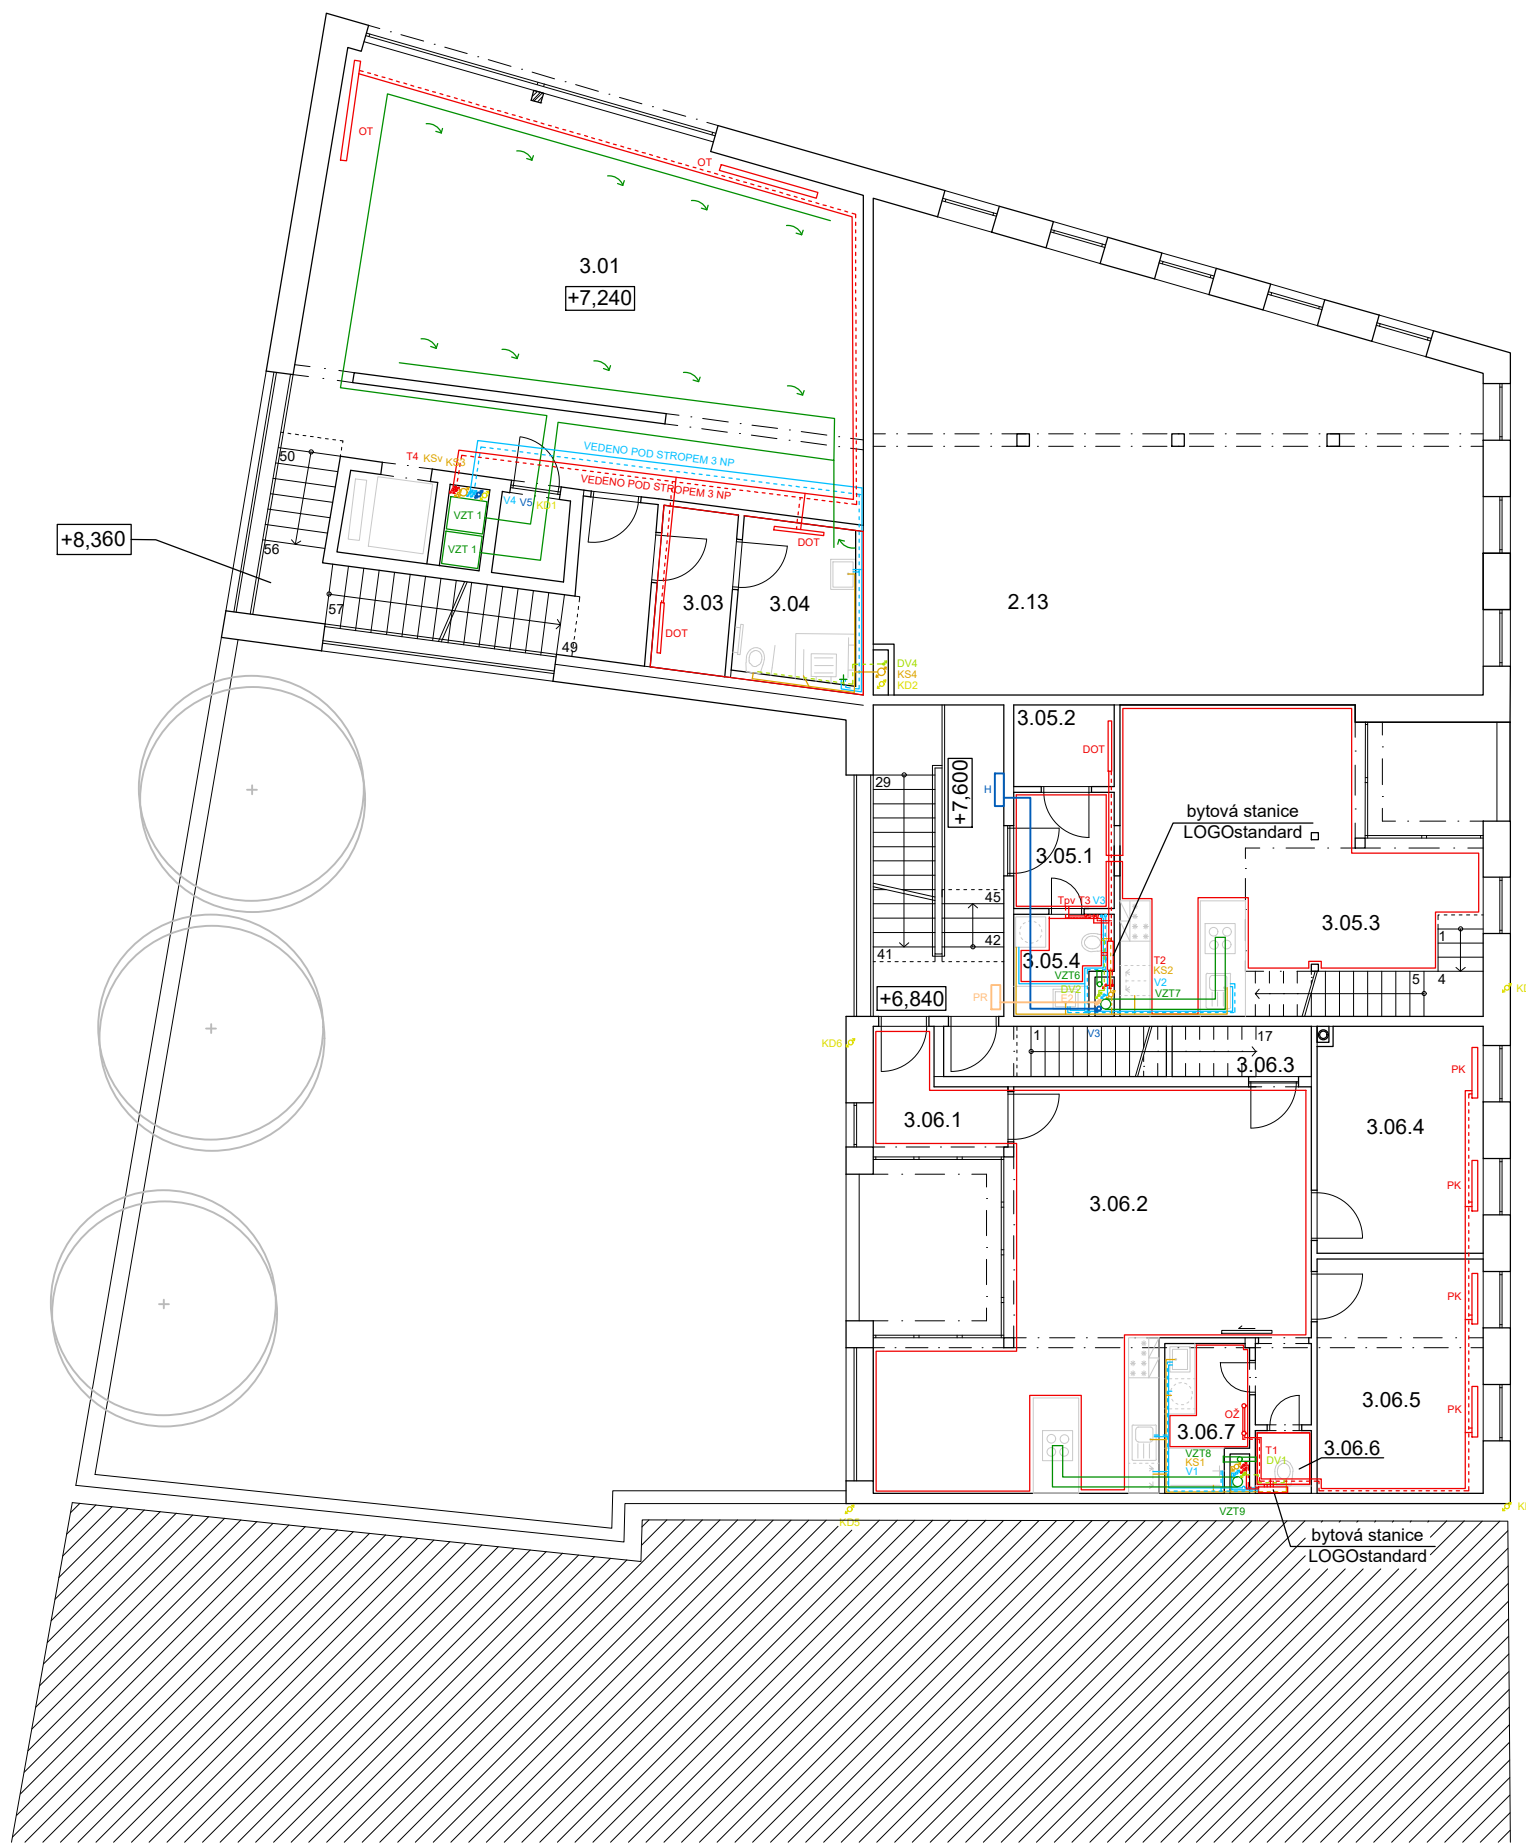 OT
OT
3.01
+7,240
VEDENO POD STROPEM 3 NP
VEDENO POD STROPEM 3 NP
T4 KSv KS3
50
V4 V5 KD1
VZT 1
VZT 1
+8,360
56
DOT
57
3.03
3.04
2.13
DOT
49
DV4
KS4
KD2
3.05.2
DOT
29
+7,600
H
bytová stanice
LOGOstandard
3.05.1
45
Tpv T3 V3
3.05.3
42
1
41
3.05.4
T2
KS2
VZT6
V2
5
4
DV2
VZT7
+6,840
PR
V3
1
17
KD6
3.06.3
PK
3.06.1
3.06.4
PK
3.06.2
PK
3.06.5
PK
OŽ
3.06.7
T1
3.06.6
VZT8
KS1
DV1
V1
VZT9
KD5
bytová stanice
LOGOstandard